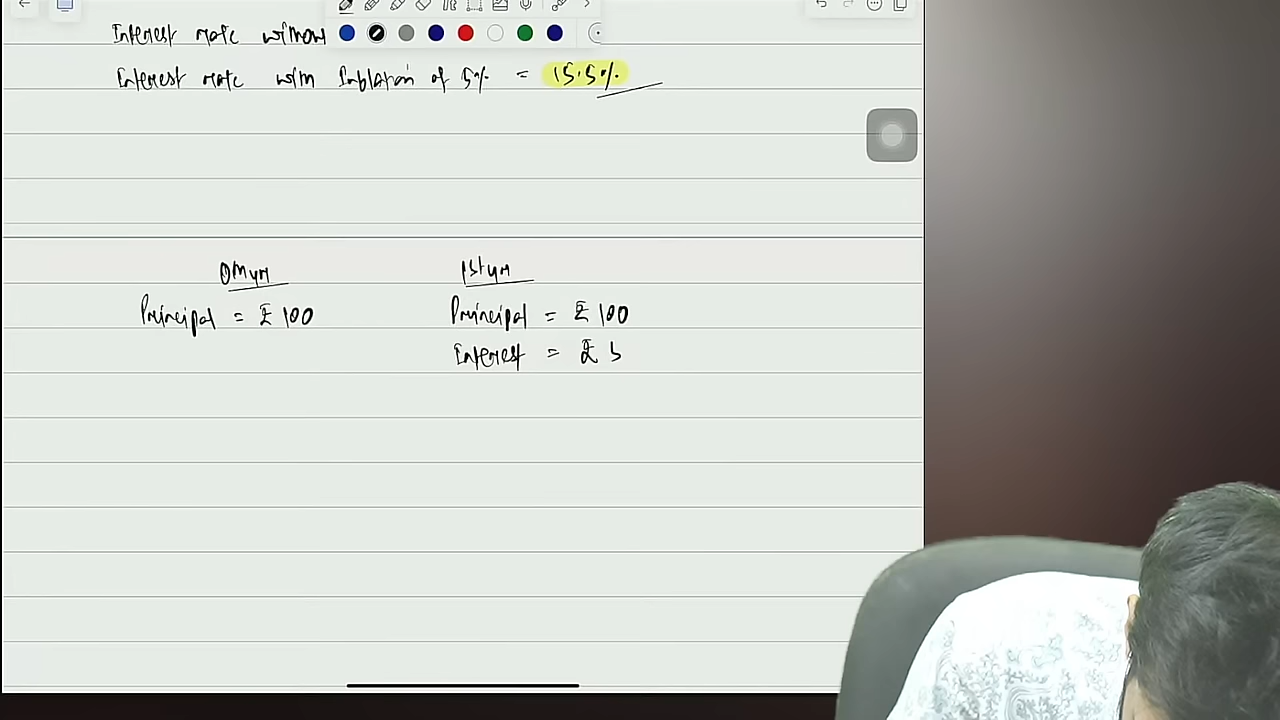 Interest rate without
Interest rate with Inflation of 5% = 15.5%
0th yr
1st yr
Principal = ₹ 100
Principal = ₹ 100
Interest = ₹ 5